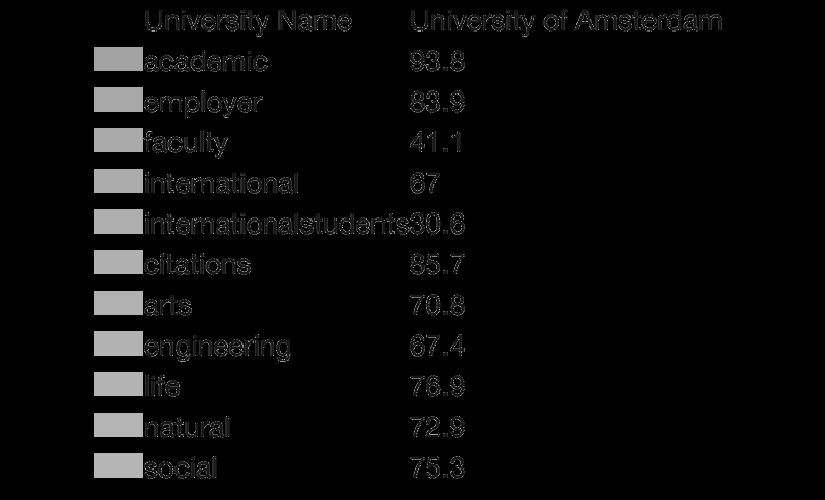 University Name University of Amsterdam
academic 93.8
employer 83.9
faculty 41.1
international 67
internationalstudents 30.6
citations 85.7
arts 70.8
engineering 67.4
life 76.9
natural 72.9
social 75.3